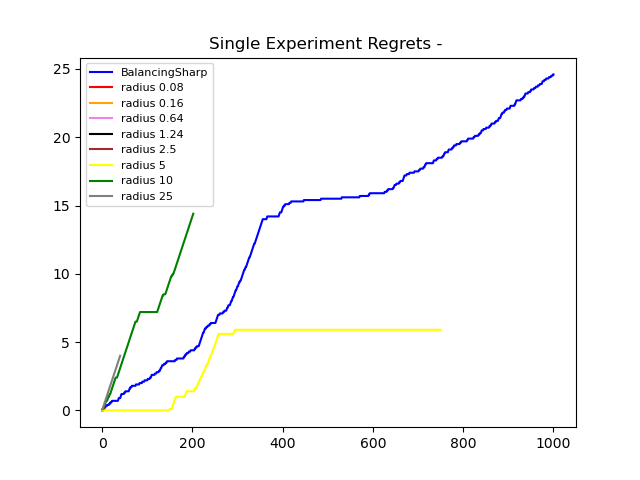 Single Experiment Regrets -
BalancingSharp
radius 0.08
radius 0.16
radius 0.64
radius 1.24
radius 2.5
radius 5
radius 10
radius 25
25
20
15
10
5
0
0 200 400 600 800 1000